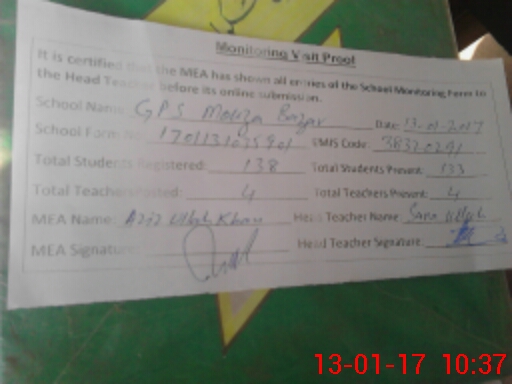 Monitoring Visit Proof
It is certified that the MEA has shown all entries of the School Monitoring Form to
the Head Teacher before its online submission.
School Name: GPS Mouza Bazar Date: 13-01-2017
School Form No: EMIS Code: 38320291
Total Students Registered: 138 Total Students Present: 133
Total Teachers Posted: 4 Total Teachers Present: 4
MEA Name: Aziz Ullah Khan Head Teacher Name: Sana Ullah
MEA Signature: Head Teacher Signature:
13-01-17 10:37